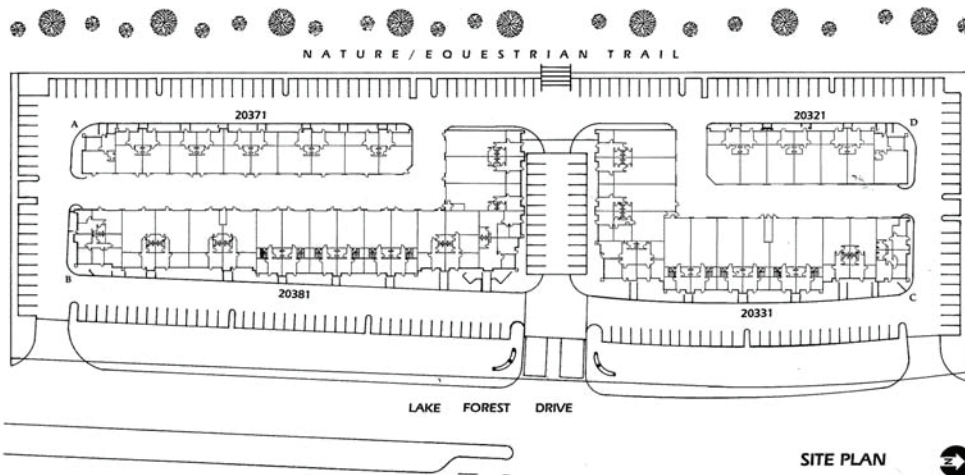 NATURE/EQUESTRIAN TRAIL
20371
20321
A
D
B
20381
C
20331
LAKE FOREST DRIVE
SITE PLAN
N